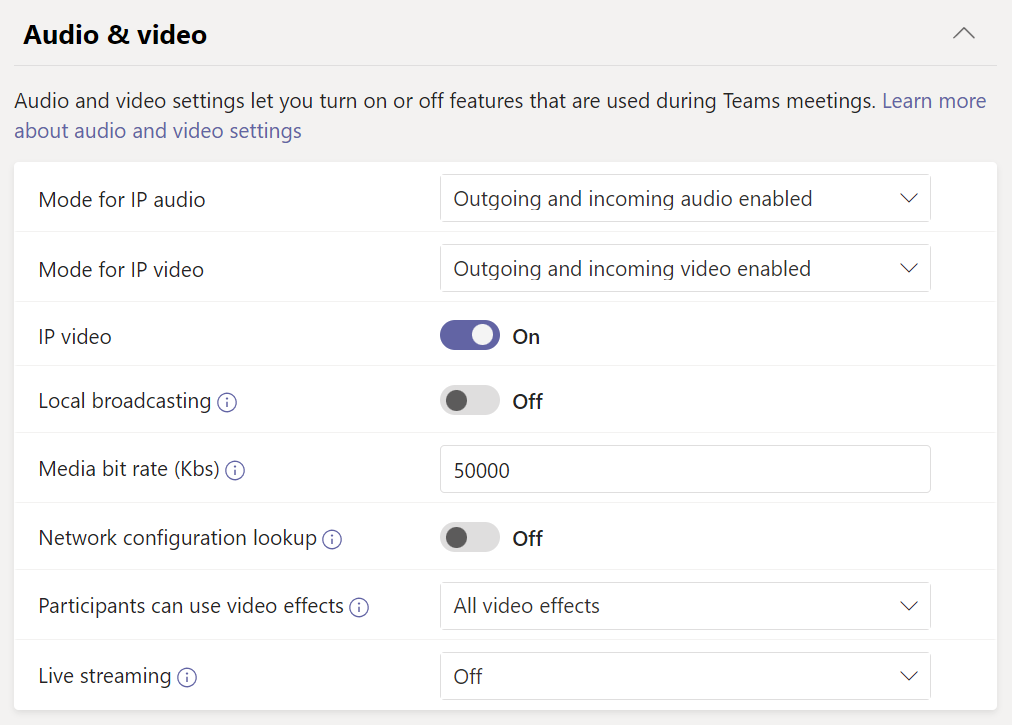 Audio & video
Audio and video settings let you turn on or off features that are used during Teams meetings. Learn more
about audio and video settings
Mode for IP audio
Outgoing and incoming audio enabled
Mode for IP video
Outgoing and incoming video enabled
IP video
On
Local broadcasting
Off
Media bit rate (Kbs)
50000
Network configuration lookup
Off
Participants can use video effects
All video effects
Live streaming
Off